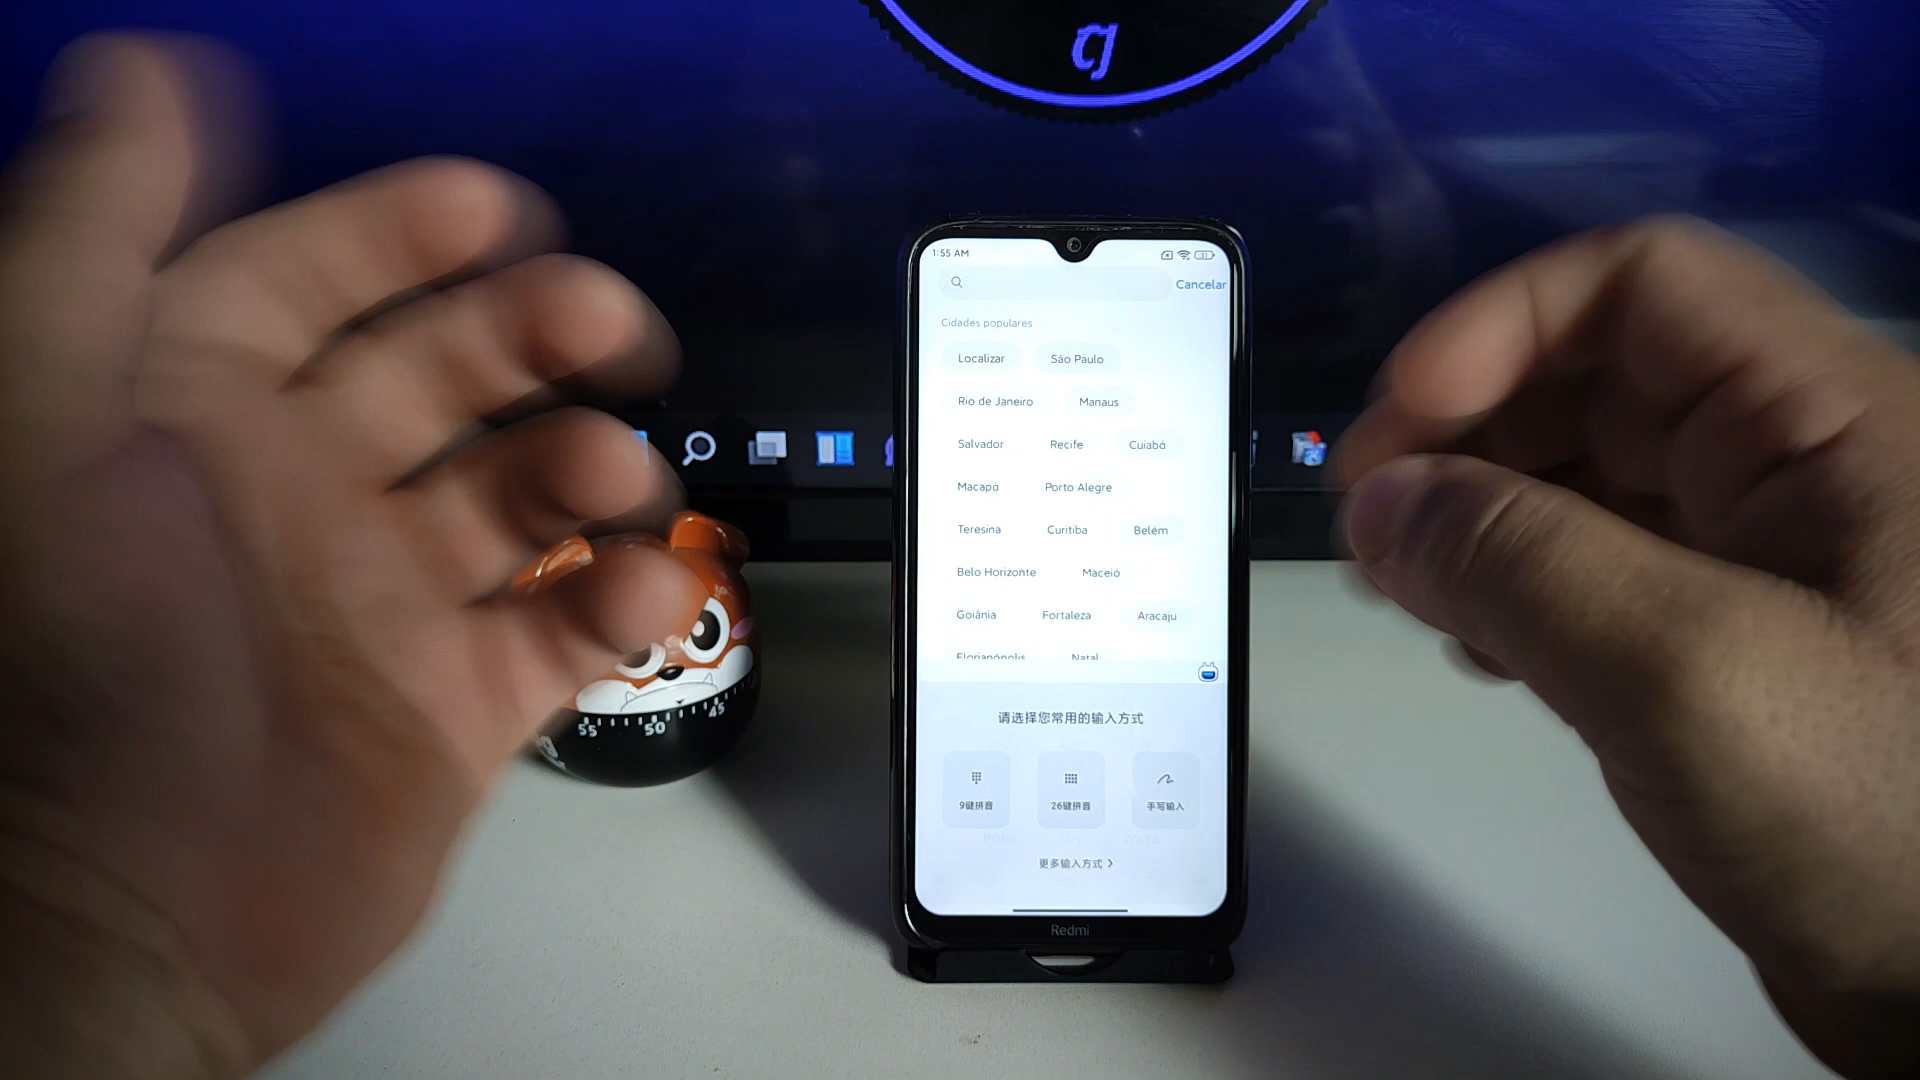 1:55 AM
31
Cancelar
Cidades populares
Localizar São Paulo
Rio de Janeiro Manaus
Salvador Recife Cuiabá
Macapá Porto Alegre
Teresina Curitiba Belém
Belo Horizonte Maceió
Goiânia Fortaleza Aracaju
Florianópolis Natal
请选择您常用的输入方式
9键拼音 26键拼音 手写输入
更多输入方式 >
Redmi
55 50 45